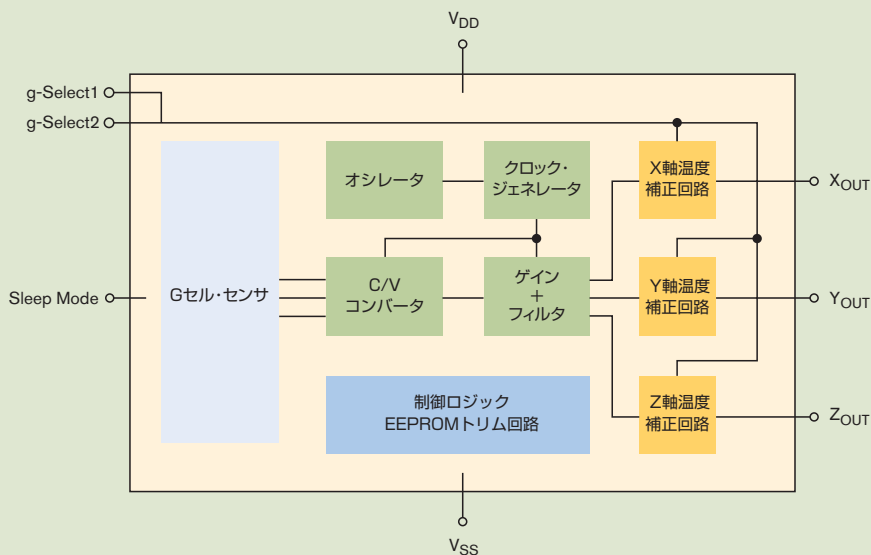 VDD
g-Select1
g-Select2
オシレータ
クロック・
ジェネレータ
X軸温度
補正回路
XOUT
Sleep Mode
Gセル・センサ
C/V
コンバータ
ゲイン
＋
フィルタ
Y軸温度
補正回路
YOUT
制御ロジック
EEPROMトリム回路
Z軸温度
補正回路
ZOUT
VSS